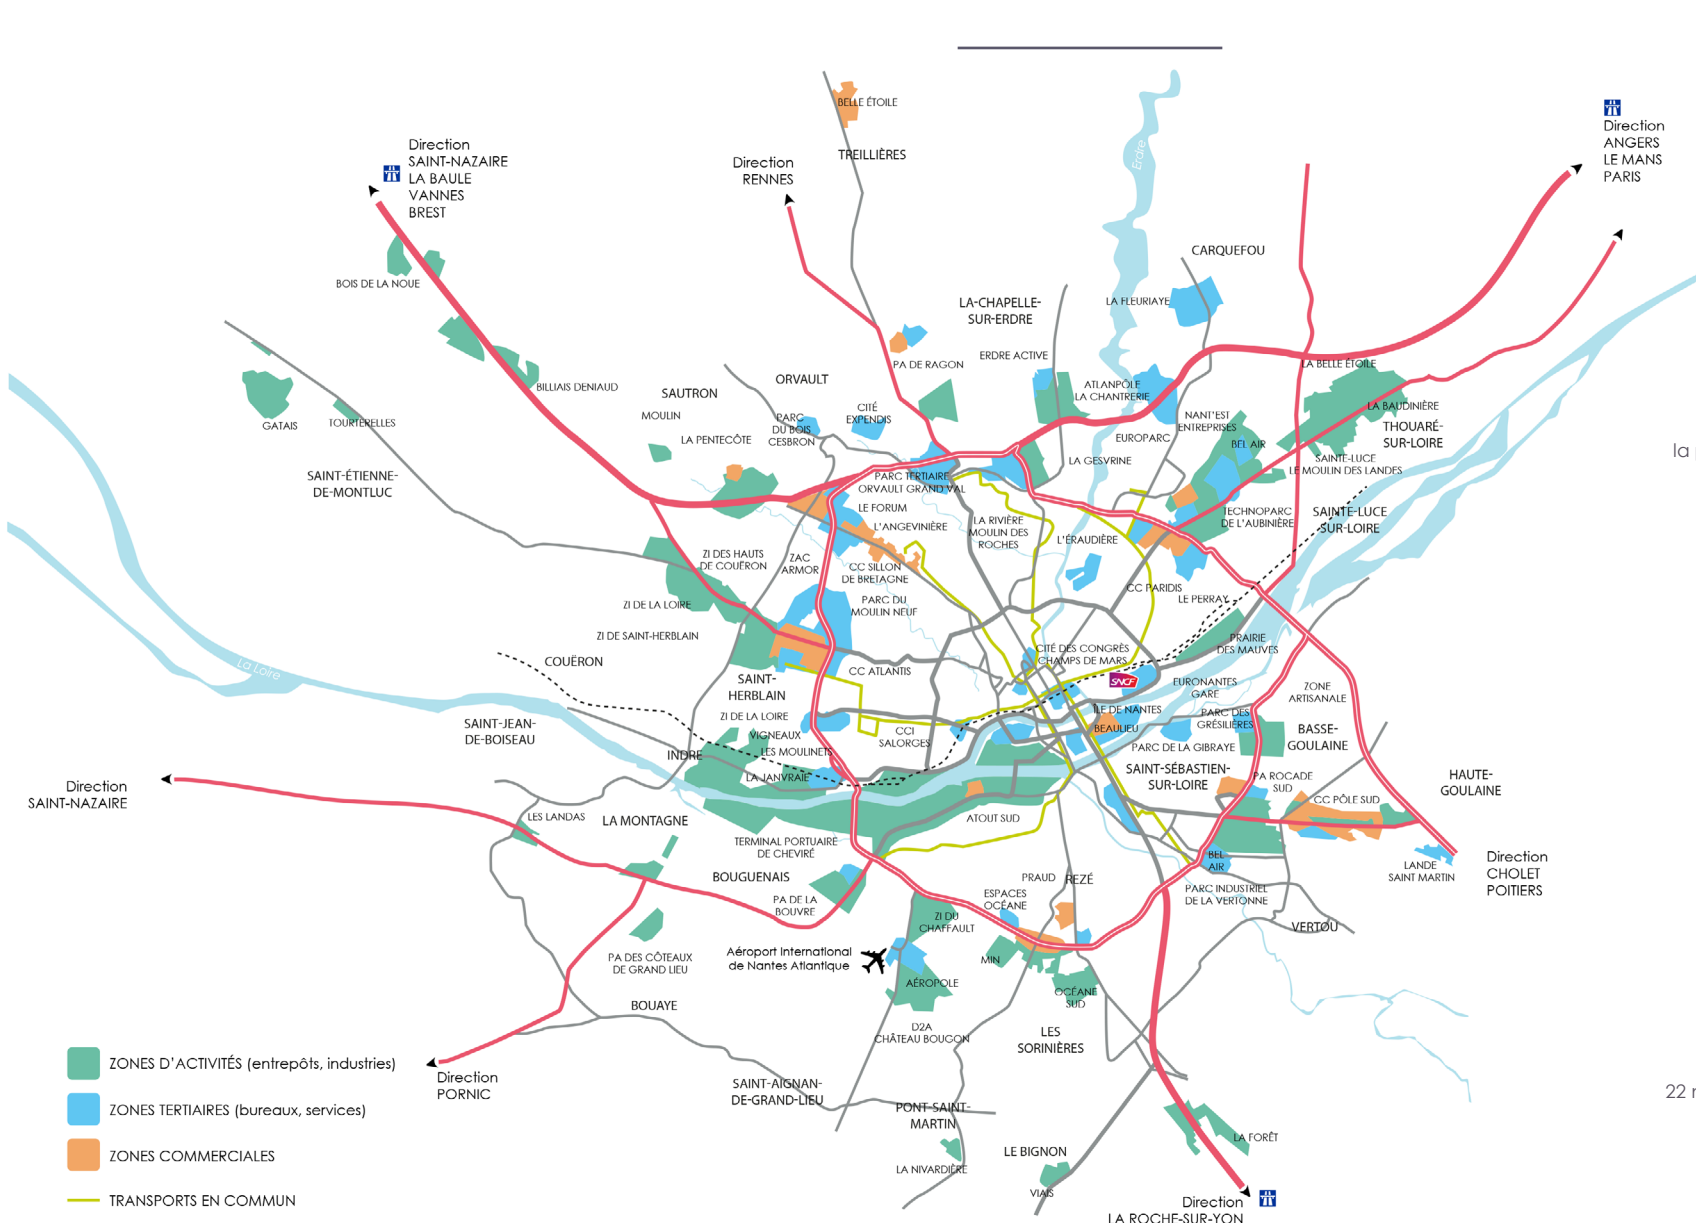 BELLE ÉTOILE
TREILLIÈRES
Direction
SAINT-NAZAIRE
LA BAULE
VANNES
BREST
Direction
RENNES
Erdre
Direction
ANGERS
LE MANS
PARIS
CARQUEFOU
BOIS DE LA NOUE
LA-CHAPELLE-
SUR-ERDRE
LA FLEURIAYE
PA DE RAGON
ERDRE ACTIVE
ATLANPÔLE
LA CHANTRERIE
LA BELLE ÉTOILE
LA BAUDINIÈRE
THOUARÉ-
SUR-LOIRE
BILLIAIS DENIAUD
SAUTRON
ORVAULT
MOULIN
PARC
DU BOIS
CESBRON
CITÉ
EXPENDIS
LA PENTECÔTE
NANT'EST
ENTREPRISES
BEL AIR
EUROPARC
LA GESVRINE
SAINTE-LUCE
LE MOULIN DES LANDES
GATAIS
TOURTERELLES
SAINT-ÉTIENNE-
DE-MONTLUC
PARC TERTIAIRE
ORVAULT GRAND VAL
LE FORUM
L'ANGEVINIÈRE
LA RIVIÈRE
MOULIN DES
ROCHES
L'ÉRAUDIÈRE
TECHNOPARC
DE L'AUBINIÈRE
SAINTE-LUCE
SUR-LOIRE
la
ZI DES HAUTS
DE COUËRON
ZAC
ARMOR
CC SILLON
DE BRETAGNE
PARC DU
MOULIN NEUF
CC PARIDIS
LE PERRAY
ZI DE LA LOIRE
ZI DE SAINT-HERBLAIN
PRAIRIE
DES MAUVES
COUËRON
La Loire
CITÉ DES CONGRÈS
CHAMPS DE MARS
SNCF
CC ATLANTIS
SAINT-
HERBLAIN
EURONANTES
GARE
ZONE
ARTISANALE
SAINT-JEAN-
DE-BOISEAU
ZI DE LA LOIRE
VIGNEAUX
LES MOULINETS
CCI
SALORGES
ÎLE DE NANTES
BEAULIEU
PARC DES
GRÉSILIÈRES
PARC DE LA GIBRAYE
BASSE-
GOULAINE
INDRE
LA JANVRAIE
SAINT-SÉBASTIEN-
SUR-LOIRE
PA ROCADE
SUD
CC PÔLE SUD
HAUTE-
GOULAINE
Direction
SAINT-NAZAIRE
LES LANDAS
LA MONTAGNE
ATOUT SUD
TERMINAL PORTUAIRE
DE CHEVIRÉ
BEL
AIR
LANDE
SAINT MARTIN
Direction
CHOLET
POITIERS
BOUGUENAIS
PA DE LA
BOUVRE
ESPACES
OCÉANE
PRAUD
REZÉ
PARC INDUSTRIEL
DE LA VERTONNE
VERTOU
ZI DU
CHAFFAULT
Aéroport International
de Nantes Atlantique
MIN
PA DES CÔTEAUX
DE GRAND LIEU
AÉROPOLE
OCÉANE
SUD
BOUAYE
D2A
CHÂTEAU BOUGON
LES
SORINIÈRES
ZONES D'ACTIVITÉS (entrepôts, industries)
Direction
PORNIC
SAINT-AIGNAN-
DE-GRAND-LIEU
22
ZONES TERTIAIRES (bureaux, services)
PONT-SAINT-
MARTIN
LA FORÊT
ZONES COMMERCIALES
LE BIGNON
LA NIVARDIÈRE
VIAIS
TRANSPORTS EN COMMUN
Direction
LA ROCHE-SUR-YON